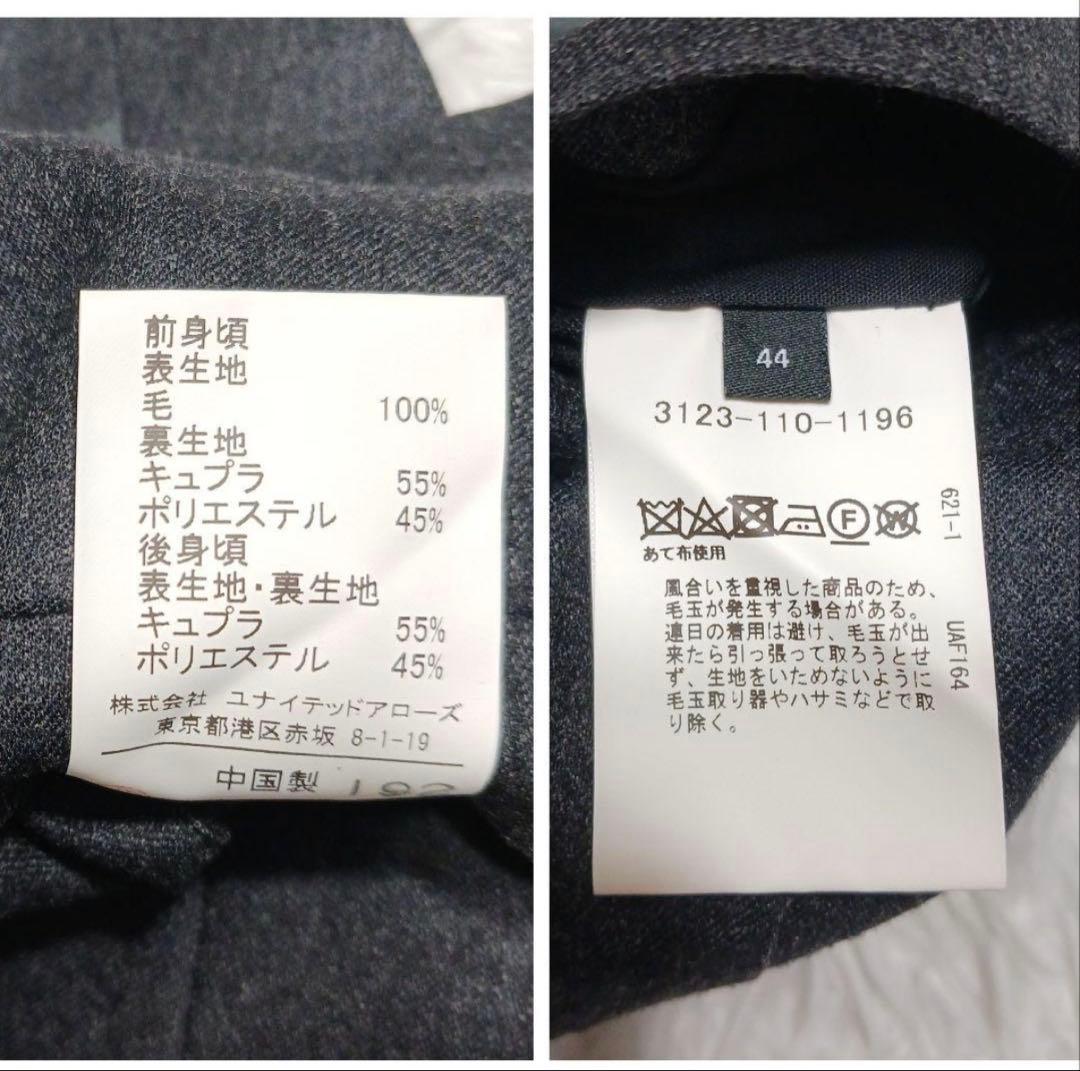 前身頃
表生地
毛 100%
裏生地
キュプラ 55%
ポリエステル 45%
後身頃
表生地・裏生地
キュプラ 55%
ポリエステル 45%
株式会社 ユナイテッドアローズ
東京都港区赤坂 8-1-19
中国製
44
3123-110-1196
F
W
あて布使用
風合いを重視した商品のため、
毛玉が発生する場合がある。
連日の着用は避け、毛玉が出
来たら引っ張って取ろうとせ
ず、生地をいためないように
毛玉取り器やハサミなどで取
り除く。
621-1
UAF164